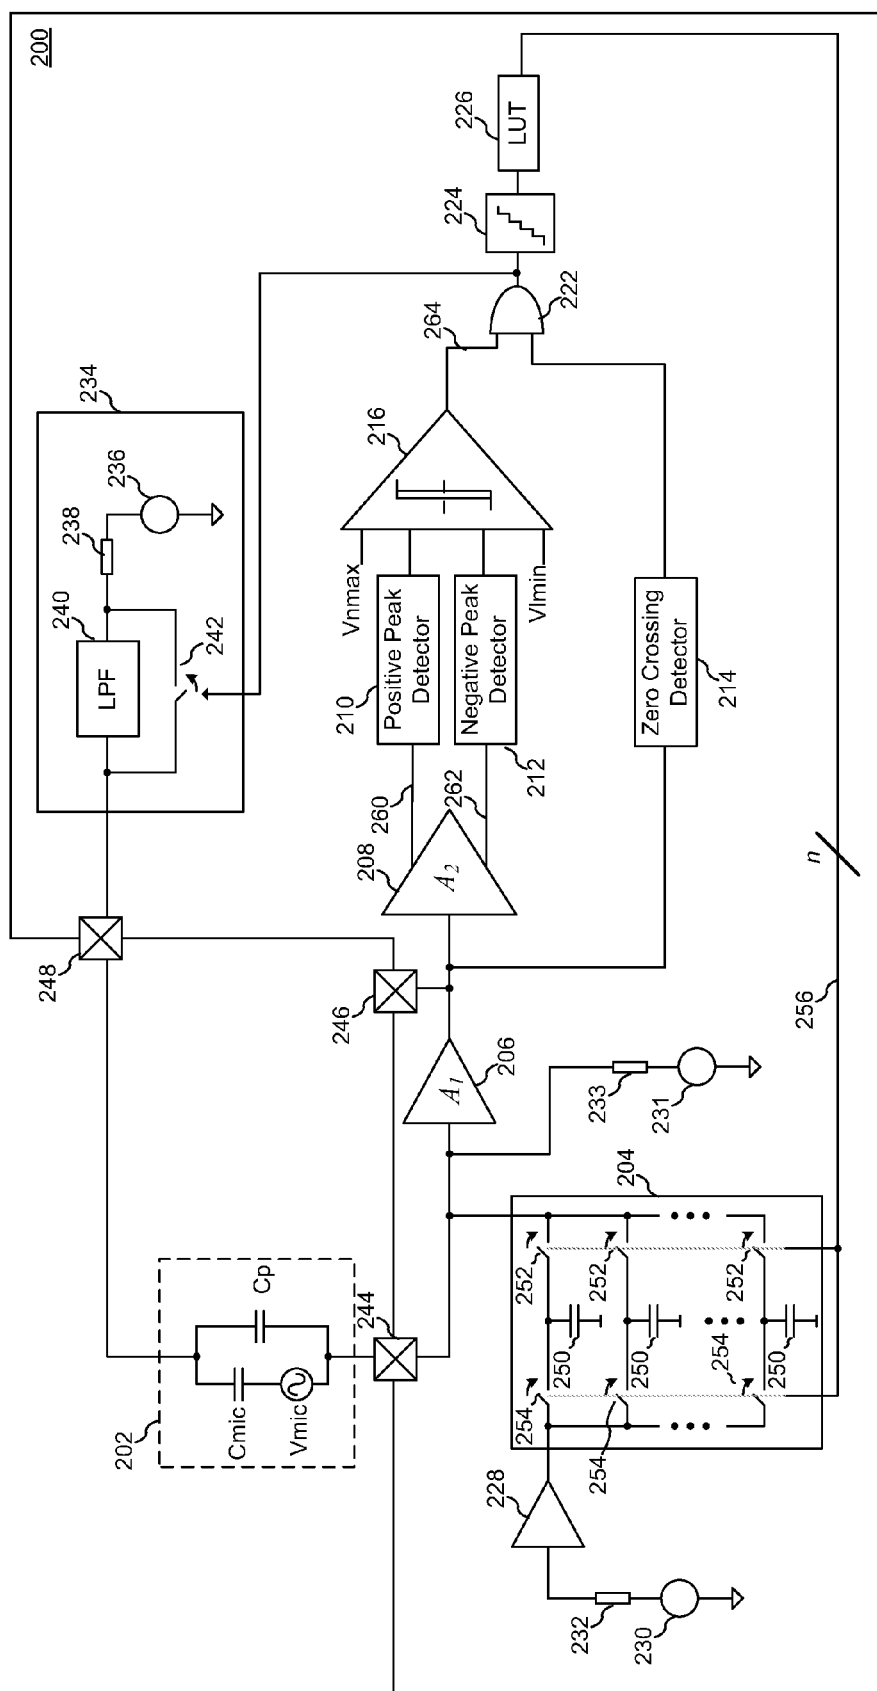 200
202
Cmic
Vmic
Cp
244
248
246
234
LPF
240
242
238
236
A1
206
A2
208
260
262
210
Positive Peak
Detector
Negative Peak
Detector
212
Vnmax
Vlmin
216
264
222
224
LUT
226
Zero Crossing
Detector
214
n
256
233
231
204
252
252
252
250
250
250
254
254
254
228
232
230